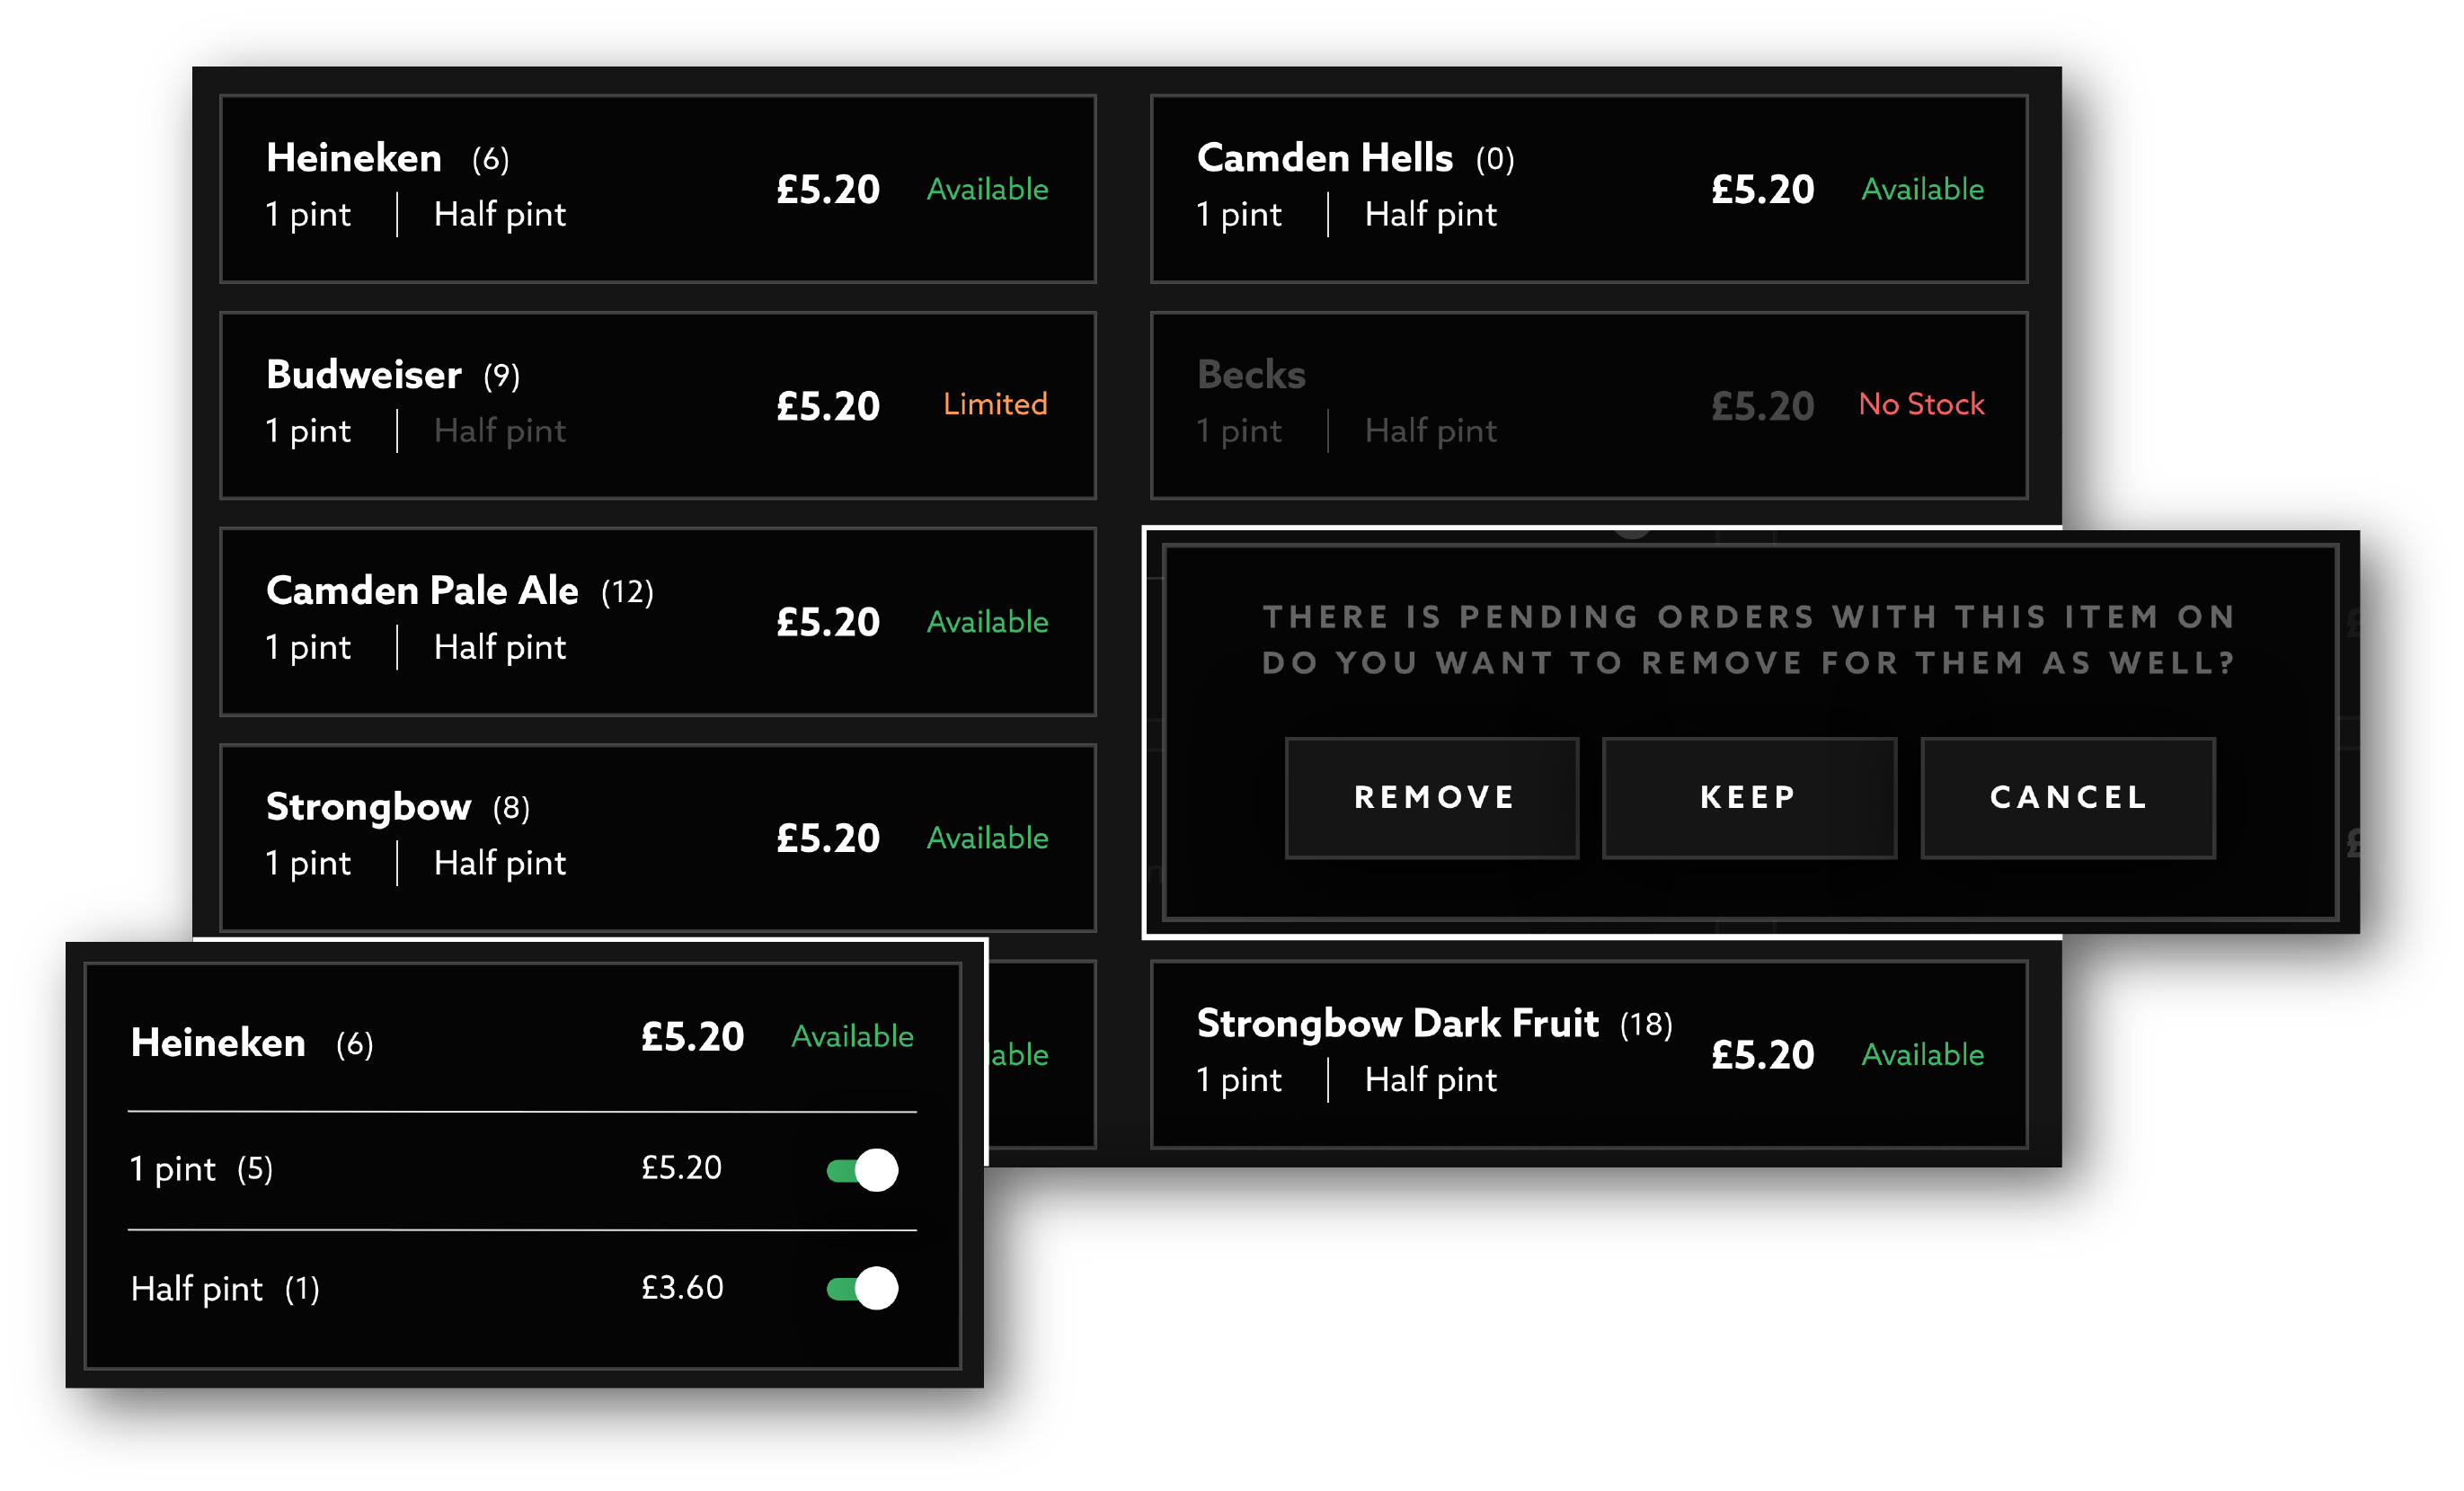 Heineken (6)
1 pint | Half pint
£5.20 Available
Camden Hells (0)
1 pint | Half pint
£5.20 Available
Budweiser (9)
1 pint | Half pint
£5.20 Limited
Becks
1 pint | Half pint
£5.20 No Stock
Camden Pale Ale (12)
1 pint | Half pint
£5.20 Available
THERE IS PENDING ORDERS WITH THIS ITEM ON
DO YOU WANT TO REMOVE FOR THEM AS WELL?
REMOVE KEEP CANCEL
Strongbow (8)
1 pint | Half pint
£5.20 Available
Heineken (6) £5.20 Available
1 pint (5) £5.20
Half pint (1) £3.60
lable
Strongbow Dark Fruit (18)
1 pint | Half pint
£5.20 Available